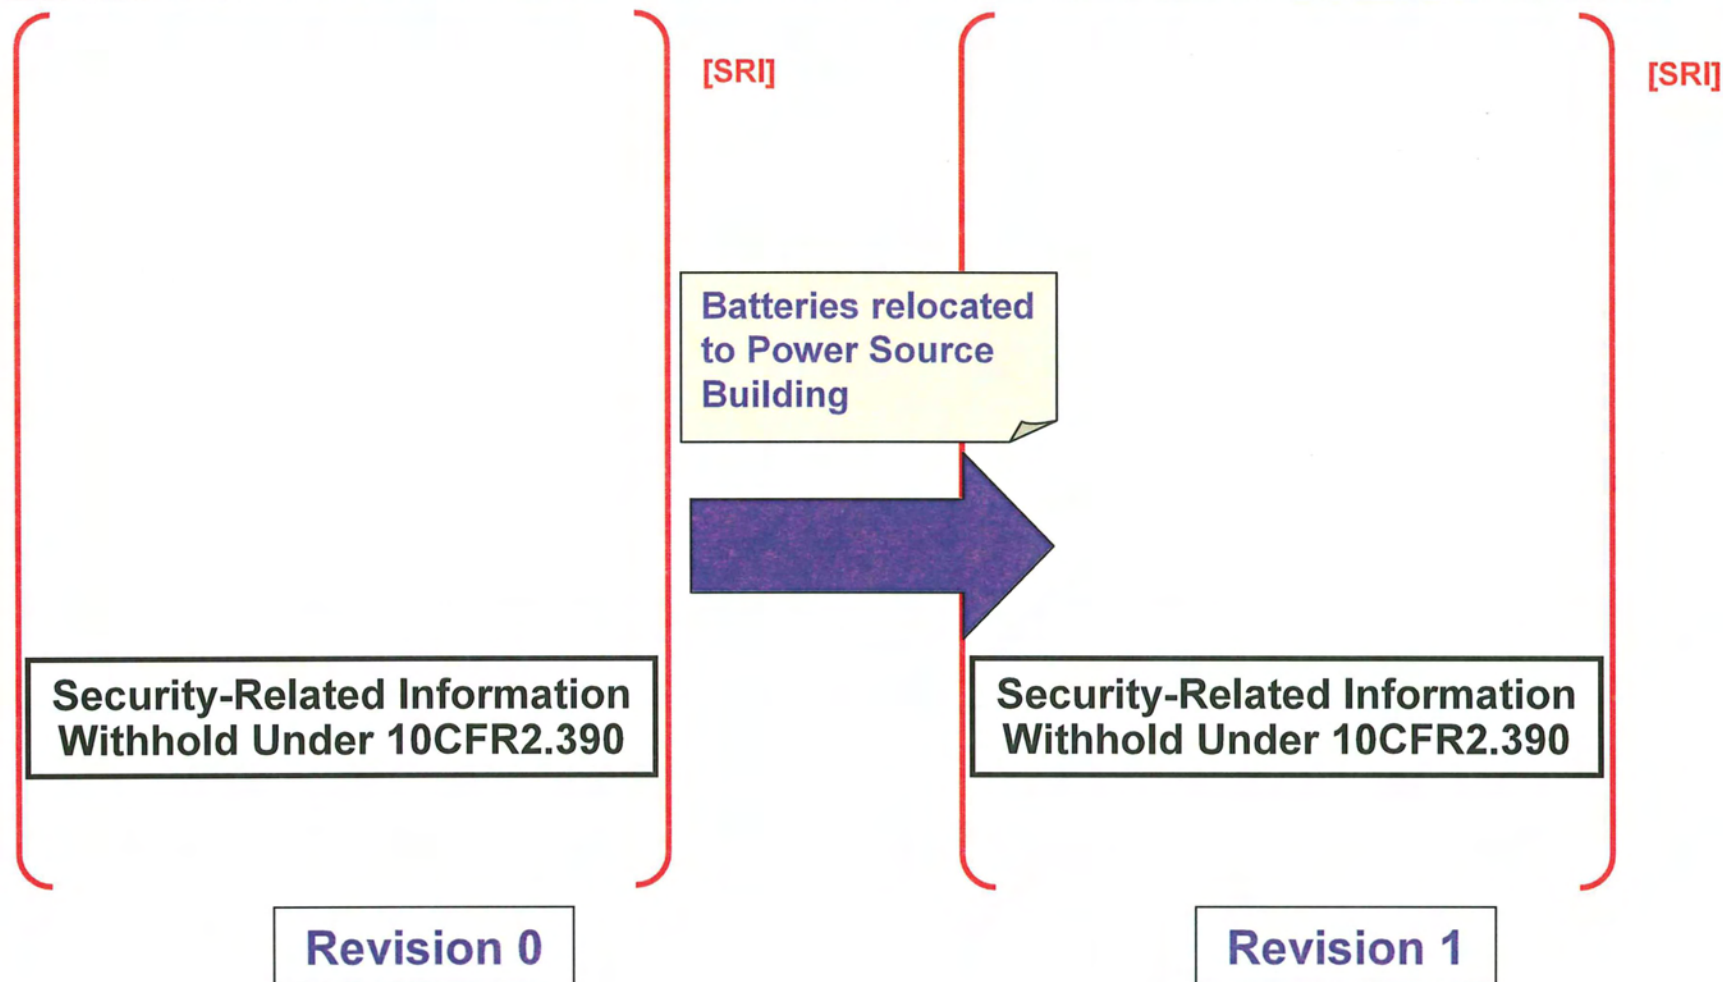 [SRI]
[SRI]
Batteries relocated
to Power Source
Building
Security-Related Information
Withhold Under 10CFR2.390
Security-Related Information
Withhold Under 10CFR2.390
Revision 0
Revision 1